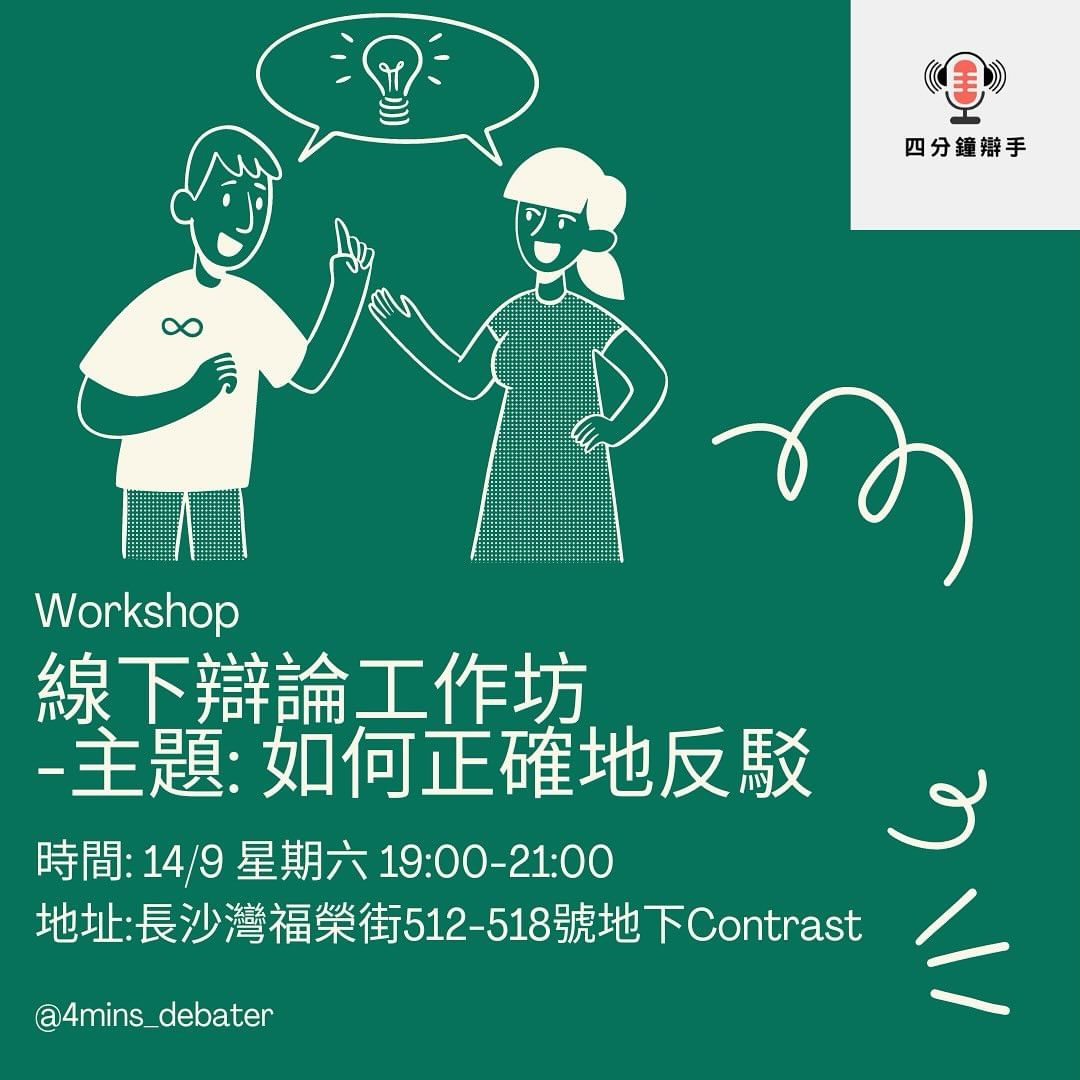 四分鐘辯手
Workshop
線下辯論工作坊
-主題: 如何正確地反駁
時間: 14/9 星期六 19:00-21:00
地址:長沙灣福榮街512-518號地下Contrast
@4mins_debater